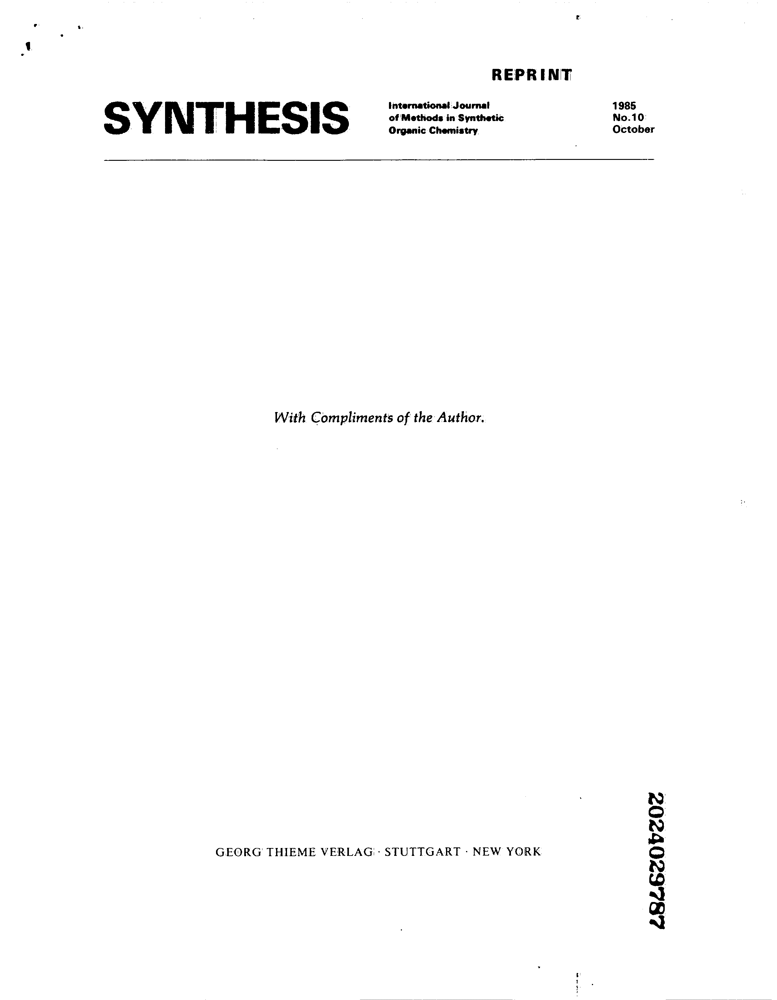 REPRINT
SYNTHESIS
International Journal
of Methods in Synthetic
Organic Chemistry
1985
No.10
October
With Compliments of the Author.
GEORG THIEME VERLAG · STUTTGART · NEW YORK
2024029787